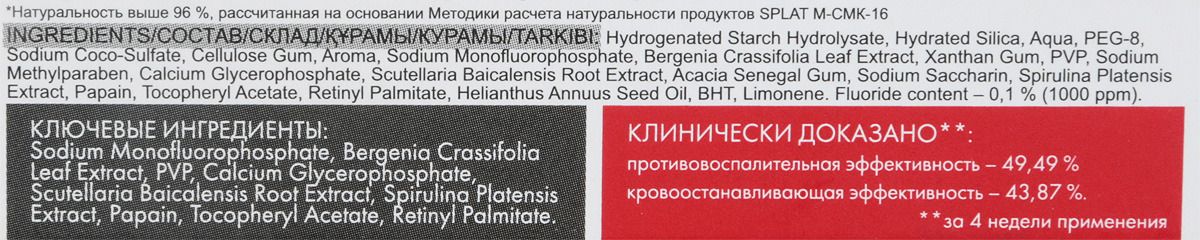 *Натуральность выше 96 %, рассчитанная на основании Методики расчета натуральности продуктов SPLAT М-СМК-16
INGREDIENTS/СОСТАВ/СКЛАД/ҚҰРАМЫ/КУРАМЫ/TARKIBI: Hydrogenated Starch Hydrolysate, Hydrated Silica, Aqua, PEG-8,
Sodium Coco-Sulfate, Cellulose Gum, Aroma, Sodium Monofluorophosphate, Bergenia Crassifolia Leaf Extract, Xanthan Gum, PVP, Sodium
Methylparaben, Calcium Glycerophosphate, Scutellaria Baicalensis Root Extract, Acacia Senegal Gum, Sodium Saccharin, Spirulina Platensis
Extract, Papain, Tocopheryl Acetate, Retinyl Palmitate, Helianthus Annuus Seed Oil, BHT, Limonene. Fluoride content – 0,1 % (1000 ppm).
КЛЮЧЕВЫЕ ИНГРЕДИЕНТЫ:
Sodium Monofluorophosphate, Bergenia Crassifolia
Leaf Extract, PVP, Calcium Glycerophosphate,
Scutellaria Baicalensis Root Extract, Spirulina Platensis
Extract, Papain, Tocopheryl Acetate, Retinyl Palmitate.
КЛИНИЧЕСКИ ДОКАЗАНО**:
противовоспалительная эффективность – 49,49 %
кровоостанавливающая эффективность – 43,87 %.
**за 4 недели применения